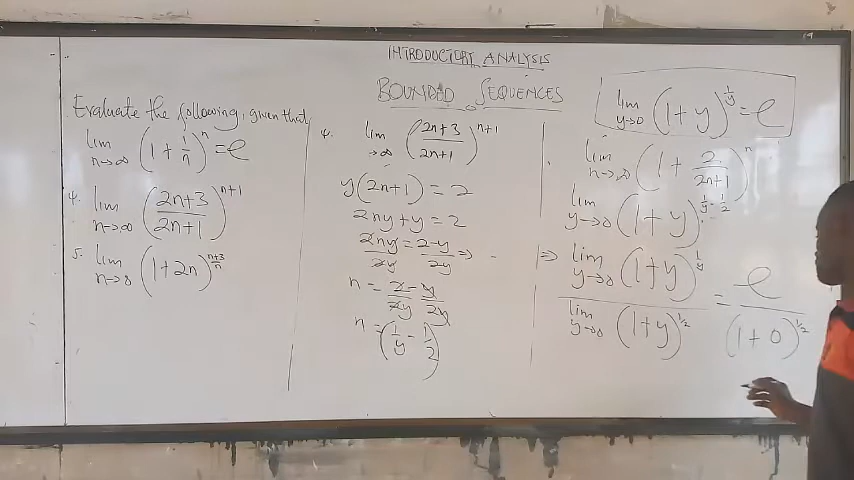 INTRODUCTORY ANALYSIS
BOUNDED SEQUENCES
Evaluate the following, given that
lim n→∞ (1 + 1/n)^n = e
4. lim n→∞ ((2n+3)/(2n+1))^(n+1)
5. lim n→0 (1+2n)^((n+3)/n)
4. lim →∞ ((2n+3)/(2n+1))^(n+1)
y(2n+1) = 2
2ny + y = 2
2ny/2y = (2-y)/2y ⇒
n = 2/2y - y/2y
n = (1/y - 1/2)
lim y→0 (1+y)^(1/y) = e
lim n→∞ (1 + 2/(2n+1))^n
lim y→0 (1+y)^(1/y - 1/2)
⇒ lim y→0 (1+y)^(1/y)
/ lim y→0 (1+y)^(1/2) = e/(1+0)^(1/2)